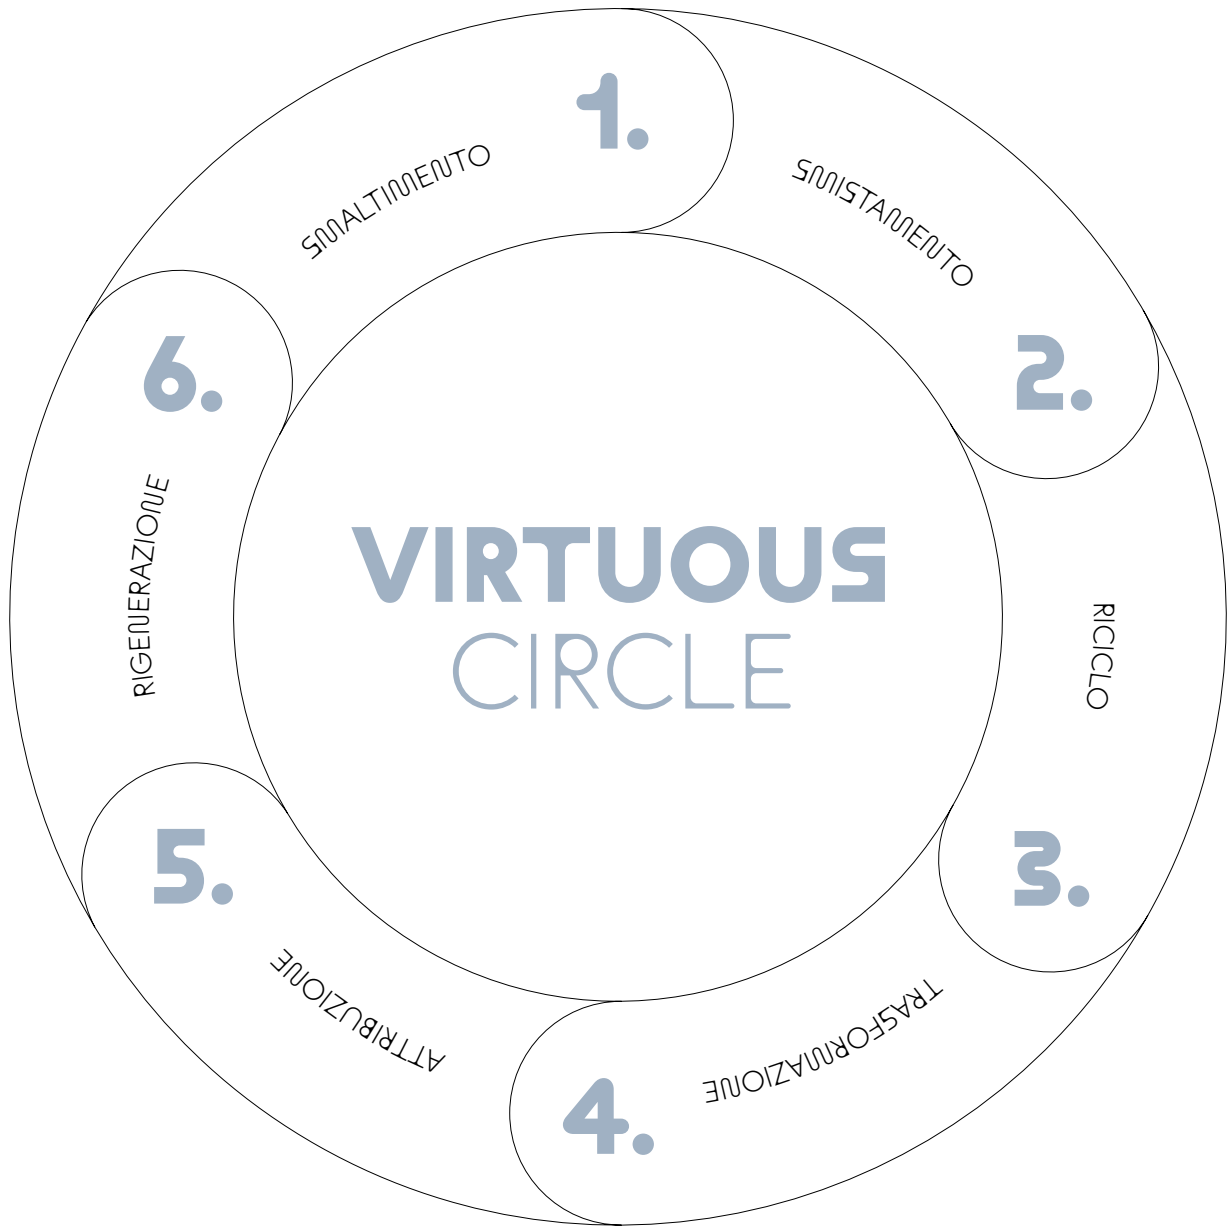 1.
SMALTIMENTO
2.
SMISTAMENTO
3.
RICICLO
4.
TRASFORMAZIONE
5.
ATTRIBUZIONE
6.
RIGENERAZIONE
VIRTUOUS
CIRCLE